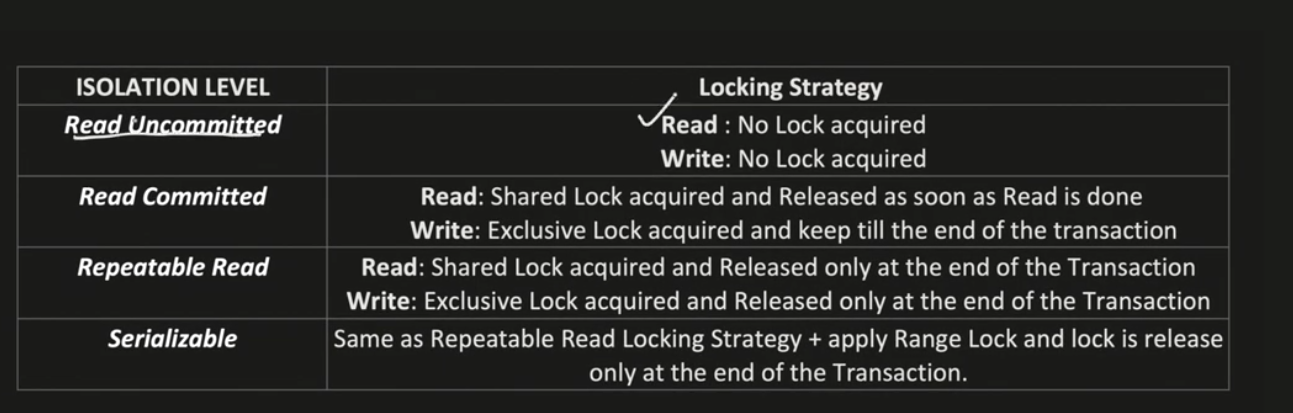 ISOLATION LEVEL
Locking Strategy
Read Uncommitted
Read : No Lock acquired
Write: No Lock acquired
Read Committed
Read: Shared Lock acquired and Released as soon as Read is done
Write: Exclusive Lock acquired and keep till the end of the transaction
Repeatable Read
Read: Shared Lock acquired and Released only at the end of the Transaction
Write: Exclusive Lock acquired and Released only at the end of the Transaction
Serializable
Same as Repeatable Read Locking Strategy + apply Range Lock and lock is release
only at the end of the Transaction.